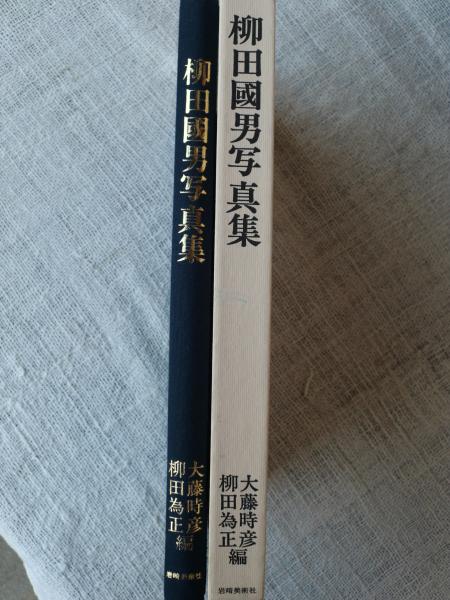 柳田國男写真集
大藤時彦
柳田為正 編
岩崎美術社
柳田國男写真集
大藤時彦
柳田為正 編
岩崎美術社